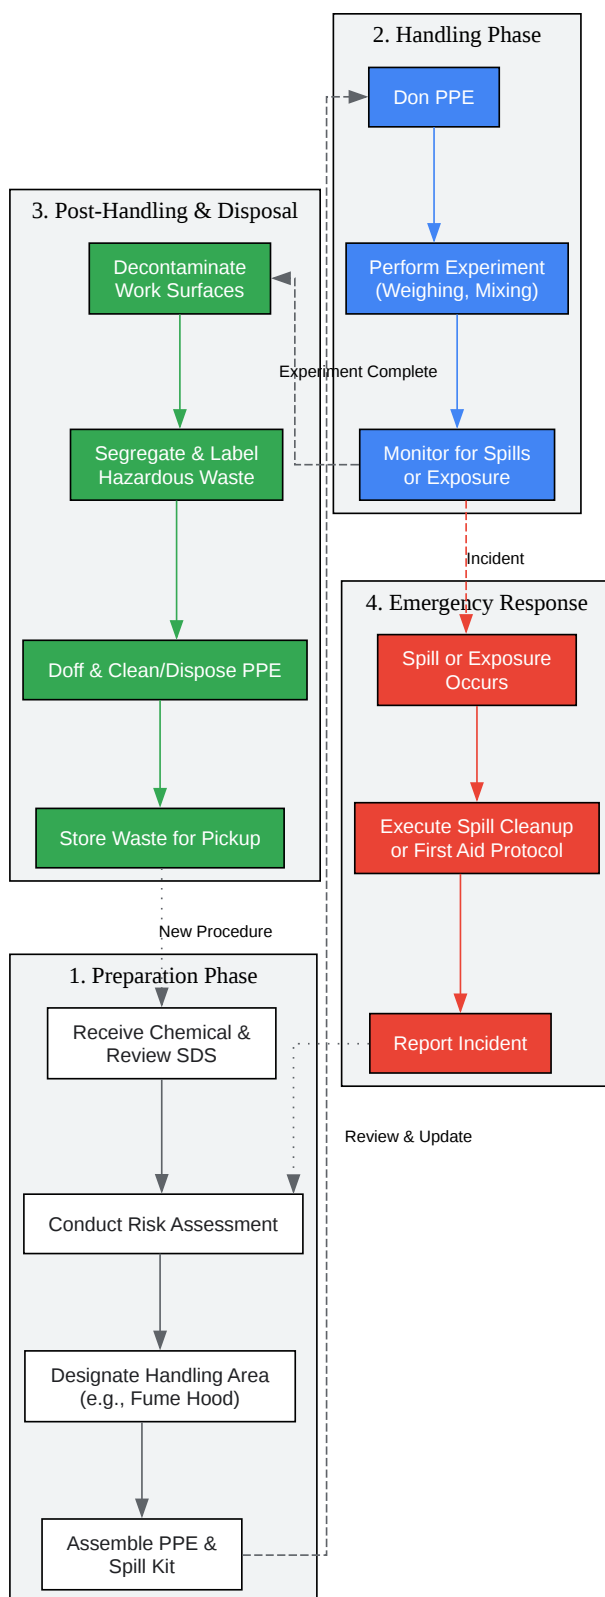 2. Handling Phase
Don PPE
Perform Experiment
(Weighing, Mixing)
Monitor for Spills
or Exposure
3. Post-Handling & Disposal
Decontaminate
Work Surfaces
Experiment Complete
Segregate & Label
Hazardous Waste
Doff & Clean/Dispose PPE
Store Waste for Pickup
Incident
4. Emergency Response
Spill or Exposure
Occurs
Execute Spill Cleanup
or First Aid Protocol
Report Incident
New Procedure
1. Preparation Phase
Receive Chemical &
Review SDS
Review & Update
Conduct Risk Assessment
Designate Handling Area
(e.g., Fume Hood)
Assemble PPE &
Spill Kit